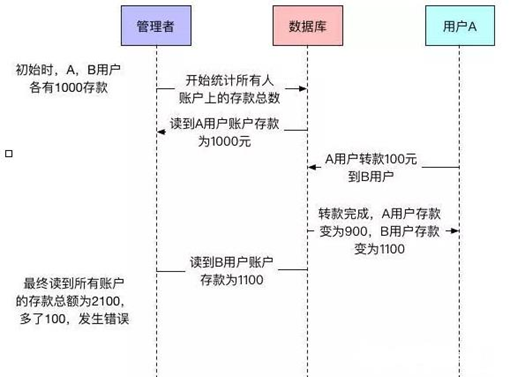 管理者
数据库
用户A
初始时，A，B用户
各有1000存款
开始统计所有人
账户上的存款总数
读到A用户账户存款
为1000元
A用户转款100元
到B用户
转款完成，A用户存款
变为900，B用户存款
变为1100
读到B用户账户
存款为1100
最终读到所有账户
的存款总额为2100，
多了100，发生错误